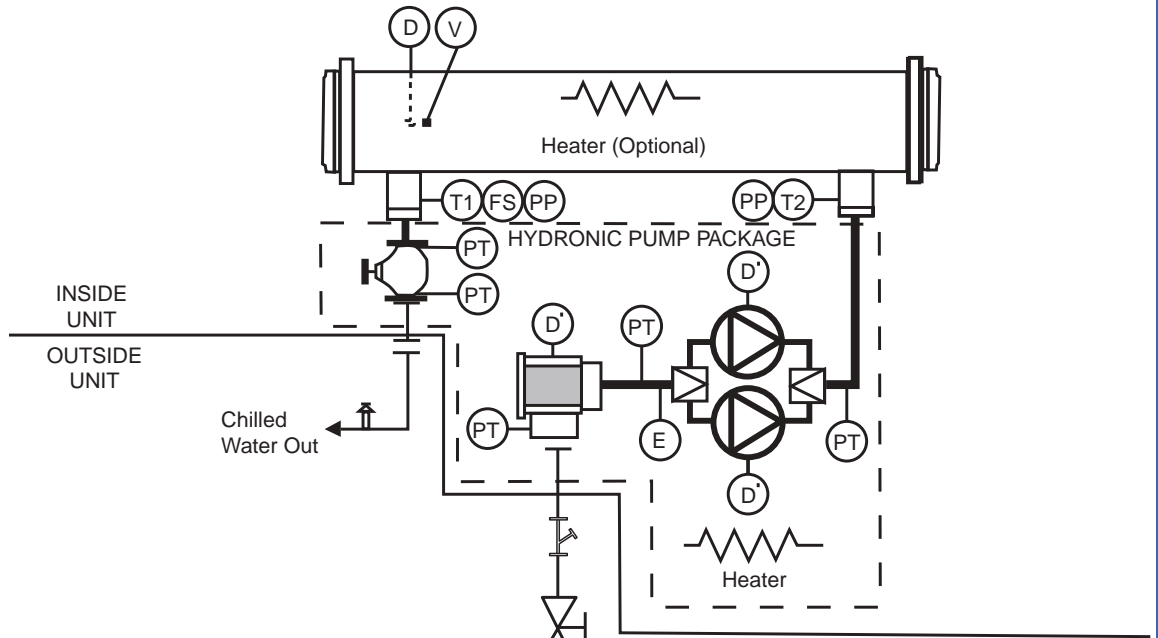 D V
Heater (Optional)
T1 FS PP
PP T2
HYDRONIC PUMP PACKAGE
PT
D'
INSIDE
UNIT
PT
D'
PT
OUTSIDE
UNIT
Chilled
Water Out
PT
E
PT
D'
Heater